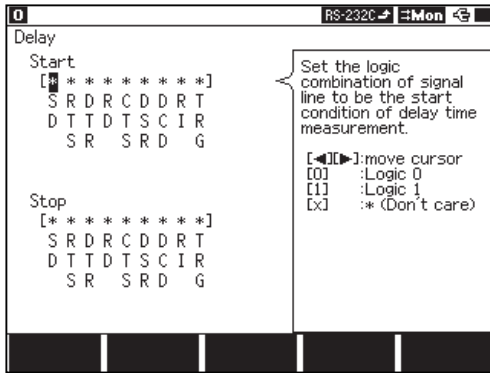 0 RS-232C ⇄Mon
Delay
Start
[* * * * * * * *]
S R D R C D D R T
D T T D T S C I R
S R S R D G
Stop
[* * * * * * * *]
S R D R C D D R T
D T T D T S C I R
S R S R D G
Set the logic
combination of signal
line to be the start
condition of delay time
measurement.
[◀][▶]:move cursor
[0] :Logic 0
[1] :Logic 1
[x] :* (Don't care)